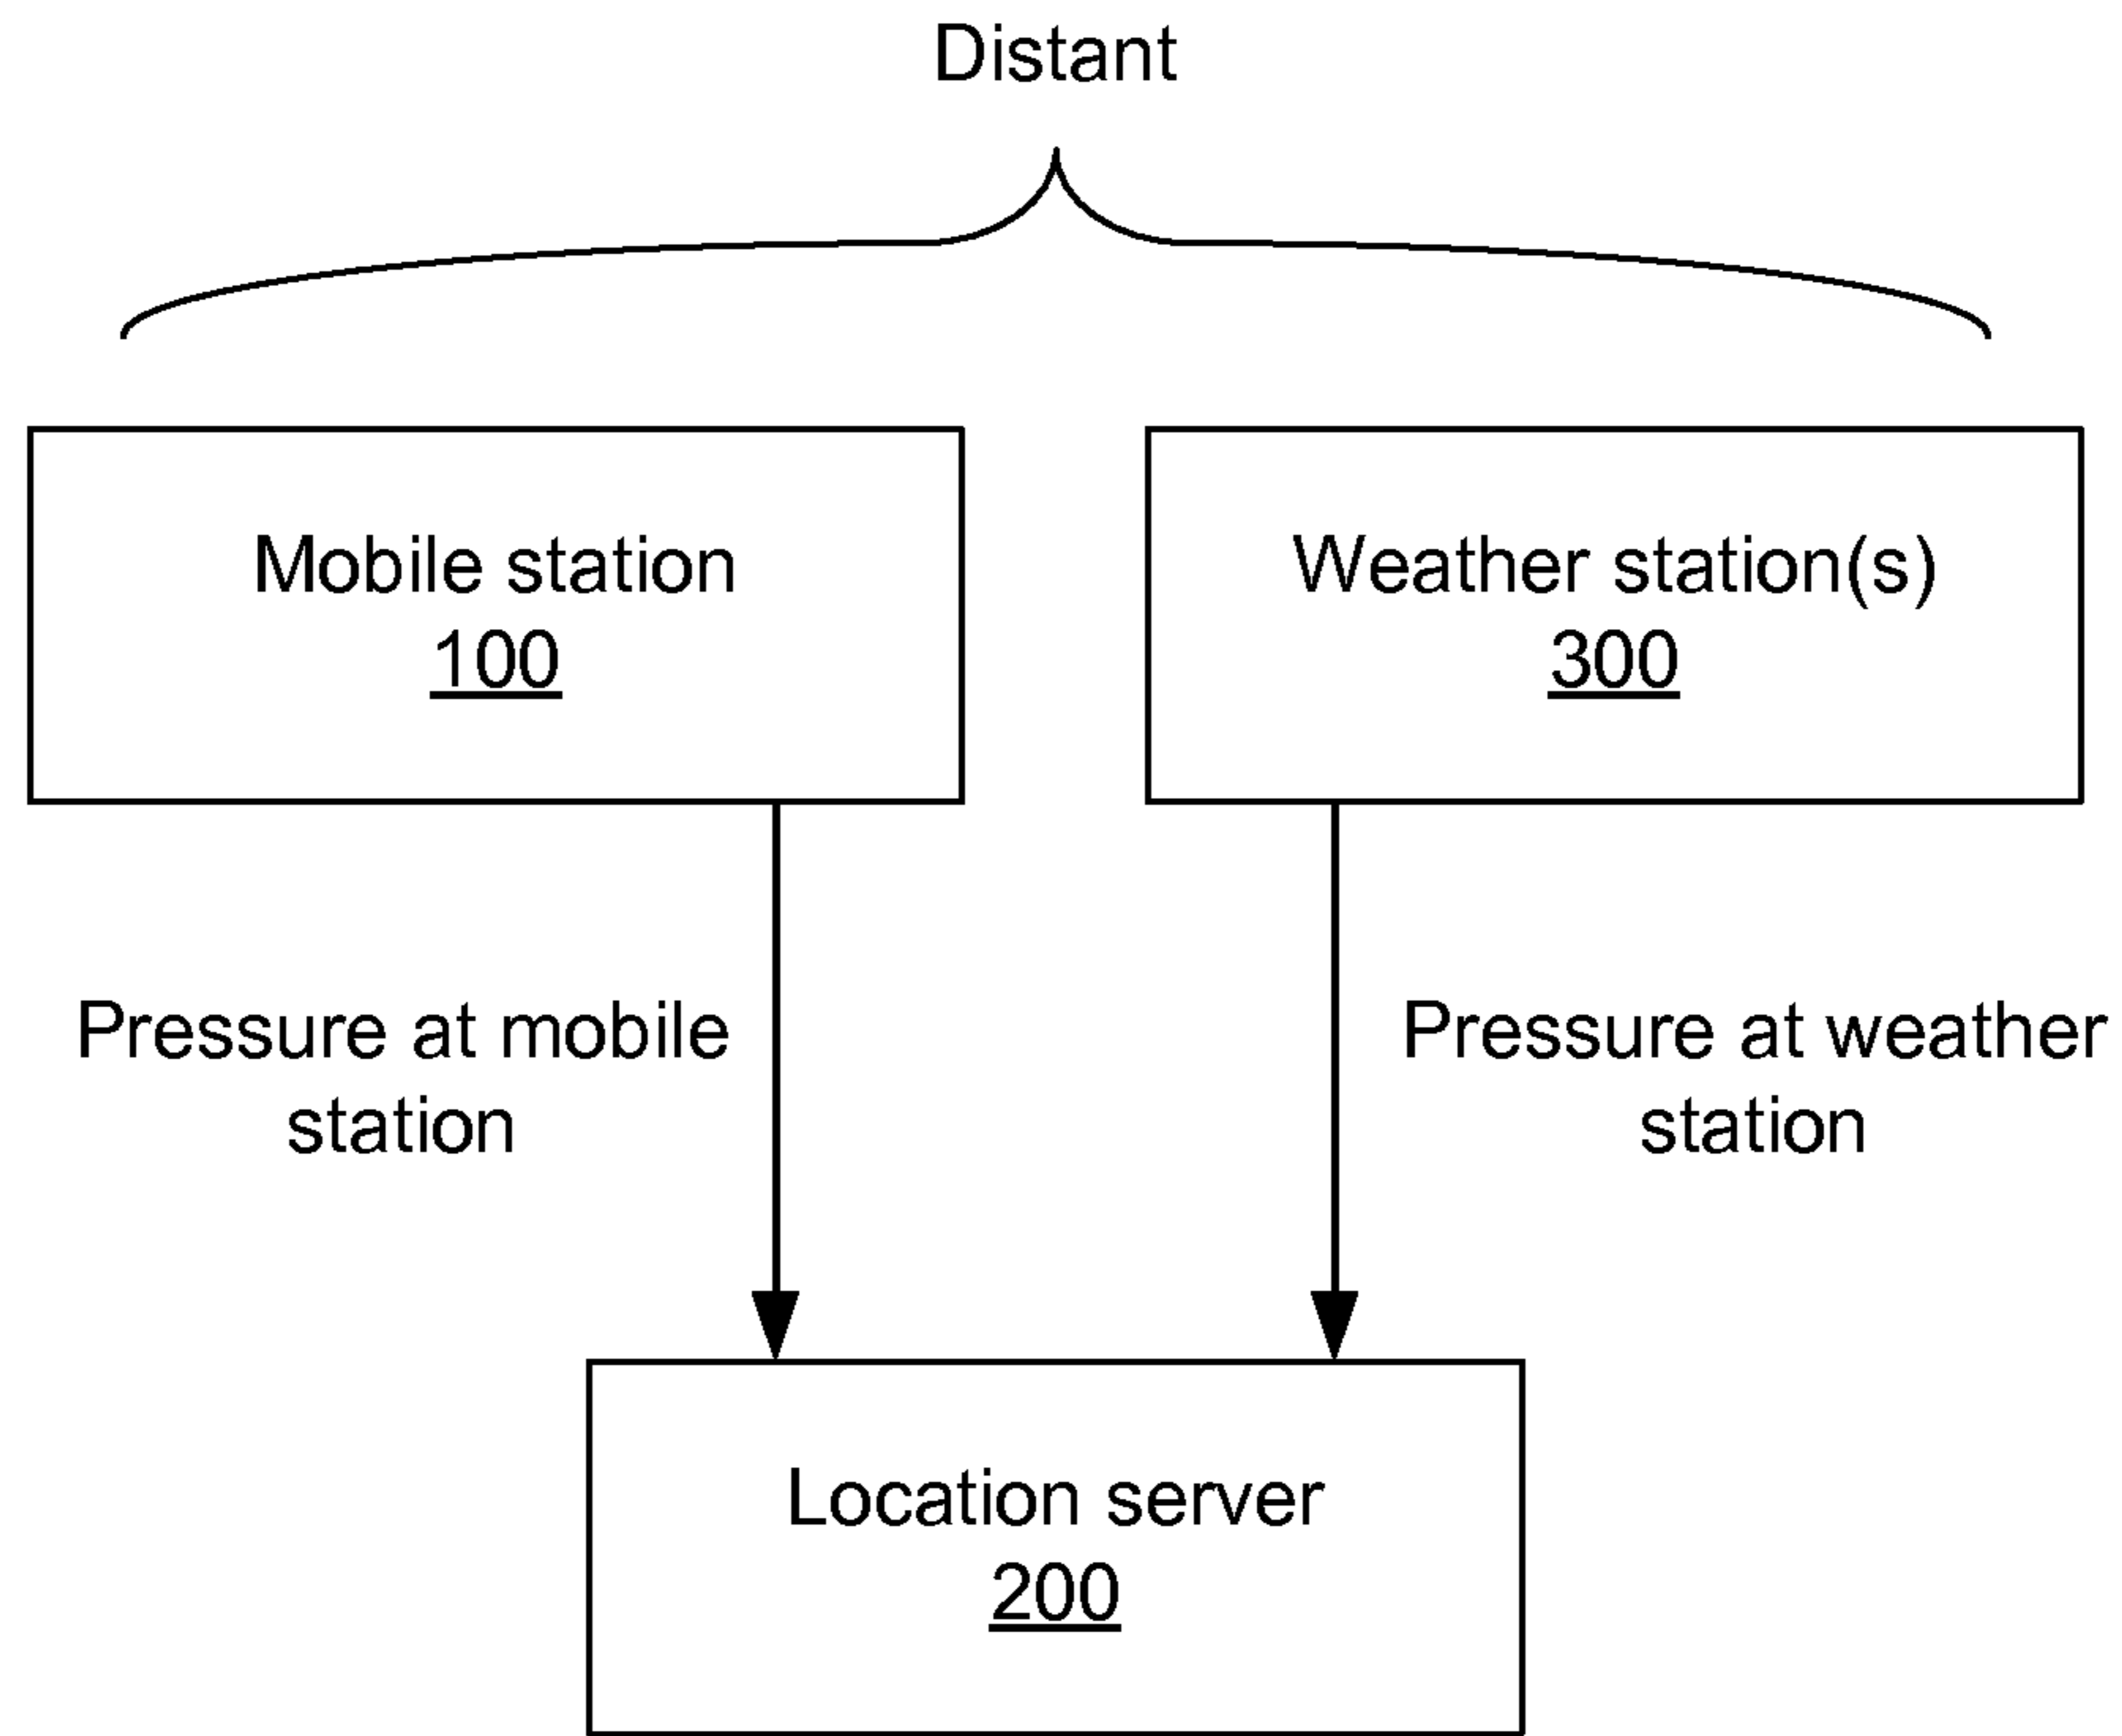 Distant
Mobile station
100
Weather station(s)
300
Pressure at mobile
station
Pressure at weather
station
Location server
200